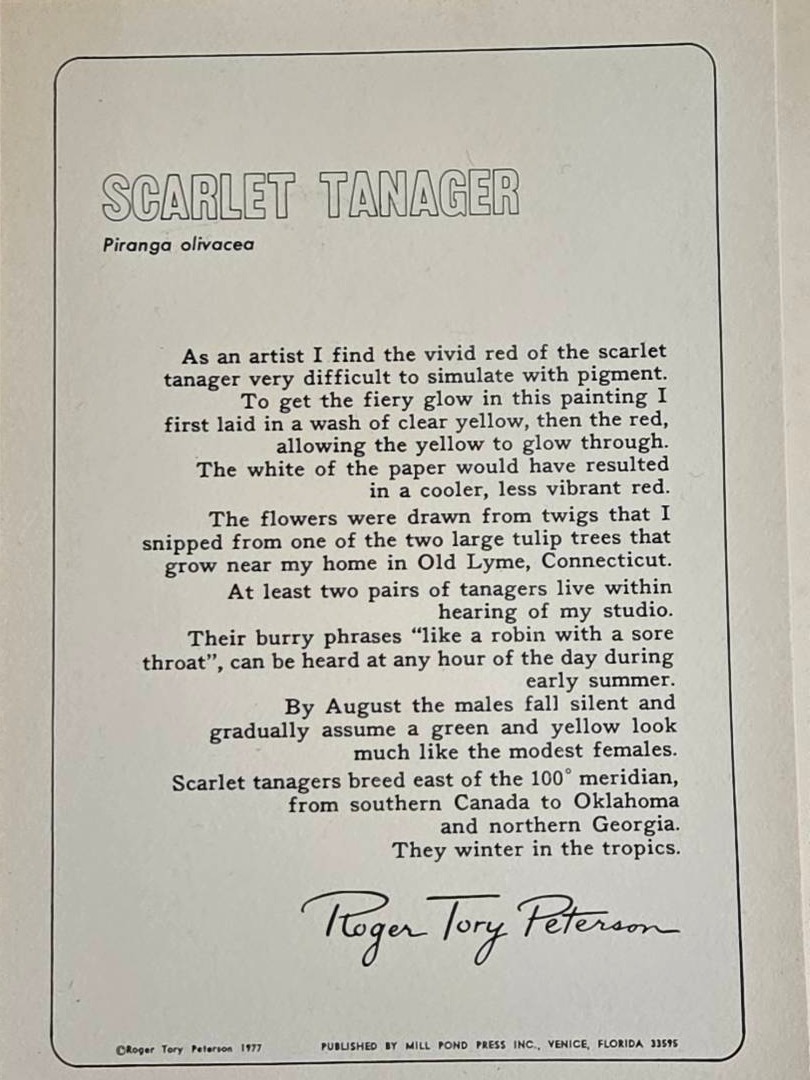 SCARLET TANAGER
Piranga olivacea
As an artist I find the vivid red of the scarlet
tanager very difficult to simulate with pigment.
To get the fiery glow in this painting I
first laid in a wash of clear yellow, then the red,
allowing the yellow to glow through.
The white of the paper would have resulted
in a cooler, less vibrant red.
The flowers were drawn from twigs that I
snipped from one of the two large tulip trees that
grow near my home in Old Lyme, Connecticut.
At least two pairs of tanagers live within
hearing of my studio.
Their burry phrases “like a robin with a sore
throat”, can be heard at any hour of the day during
early summer.
By August the males fall silent and
gradually assume a green and yellow look
much like the modest females.
Scarlet tanagers breed east of the 100° meridian,
from southern Canada to Oklahoma
and northern Georgia.
They winter in the tropics.
Roger Tory Peterson
©Roger Tory Peterson 1977 PUBLISHED BY MILL POND PRESS INC., VENICE, FLORIDA 33595